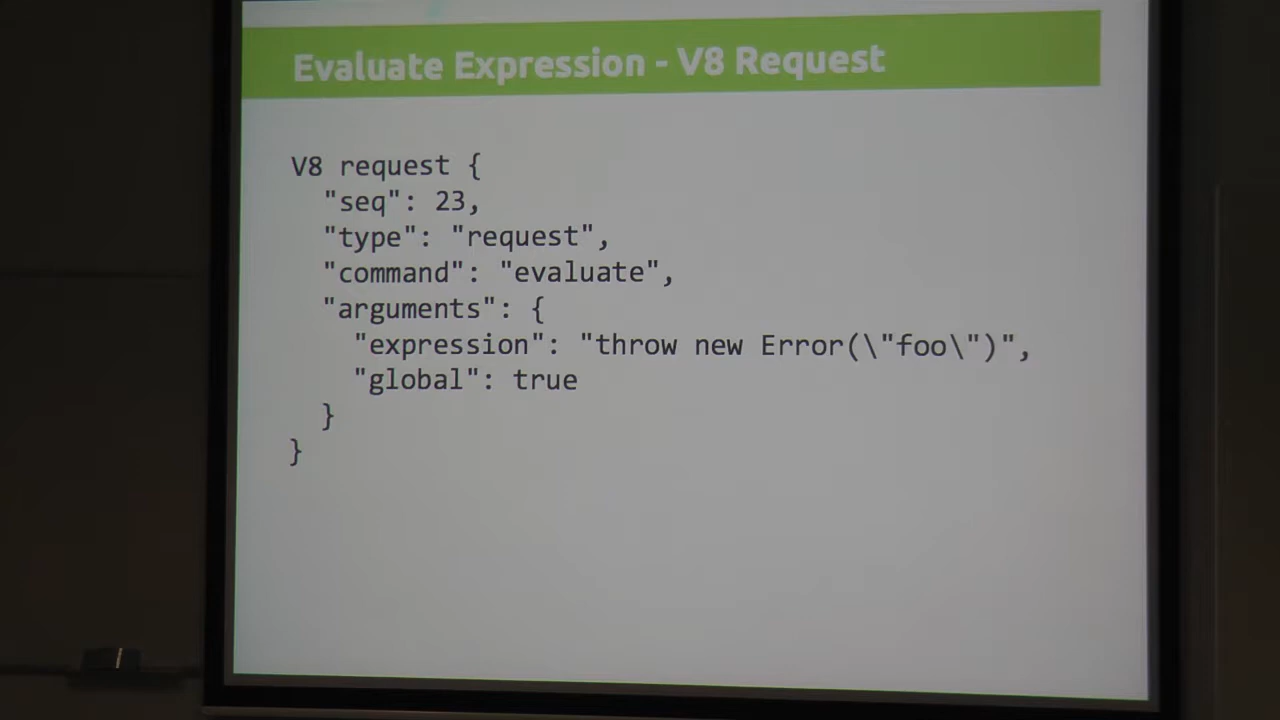 Evaluate Expression - V8 Request
V8 request {
"seq": 23,
"type": "request",
"command": "evaluate",
"arguments": {
"expression": "throw new Error(\"foo\")",
"global": true
}
}